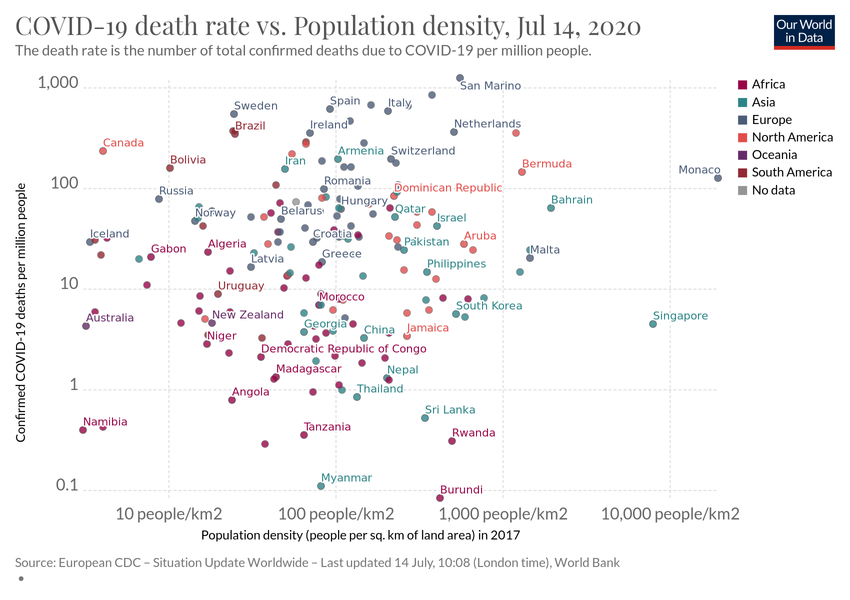 COVID-19 death rate vs. Population density, Jul 14, 2020
The death rate is the number of total confirmed deaths due to COVID-19 per million people.
Our World
in Data
1,000
100
10
1
0.1
Confirmed COVID-19 deaths per million people
San Marino
Spain
Italy
Sweden
Brazil
Ireland
Netherlands
Canada
Armenia
Switzerland
Bolivia
Iran
Bermuda
Monaco
Romania
Dominican Republic
Russia
Hungary
Bahrain
Norway
Belarus
Qatar
Israel
Iceland
Croatia
Aruba
Gabon
Algeria
Pakistan
Latvia
Greece
Malta
Philippines
Uruguay
Morocco
South Korea
Australia
New Zealand
Georgia
China
Singapore
Niger
Jamaica
Democratic Republic of Congo
Madagascar
Nepal
Angola
Thailand
Namibia
Sri Lanka
Tanzania
Rwanda
Myanmar
Burundi
10 people/km2
100 people/km2
1,000 people/km2
10,000 people/km2
Population density (people per sq. km of land area) in 2017
Africa
Asia
Europe
North America
Oceania
South America
No data
Source: European CDC – Situation Update Worldwide – Last updated 14 July, 10:08 (London time), World Bank